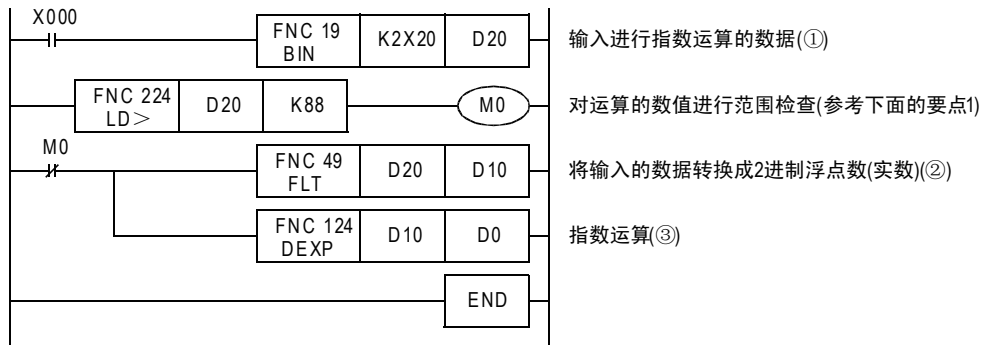 X000
FNC 19
BIN
K2X20
D20
输入进行指数运算的数据(①)
FNC 224
LD＞
D20
K88
M0
对运算的数值进行范围检查(参考下面的要点1)
M0
FNC 49
FLT
D20
D10
将输入的数据转换成2进制浮点数(实数)(②)
FNC 124
DEXP
D10
D0
指数运算(③)
END